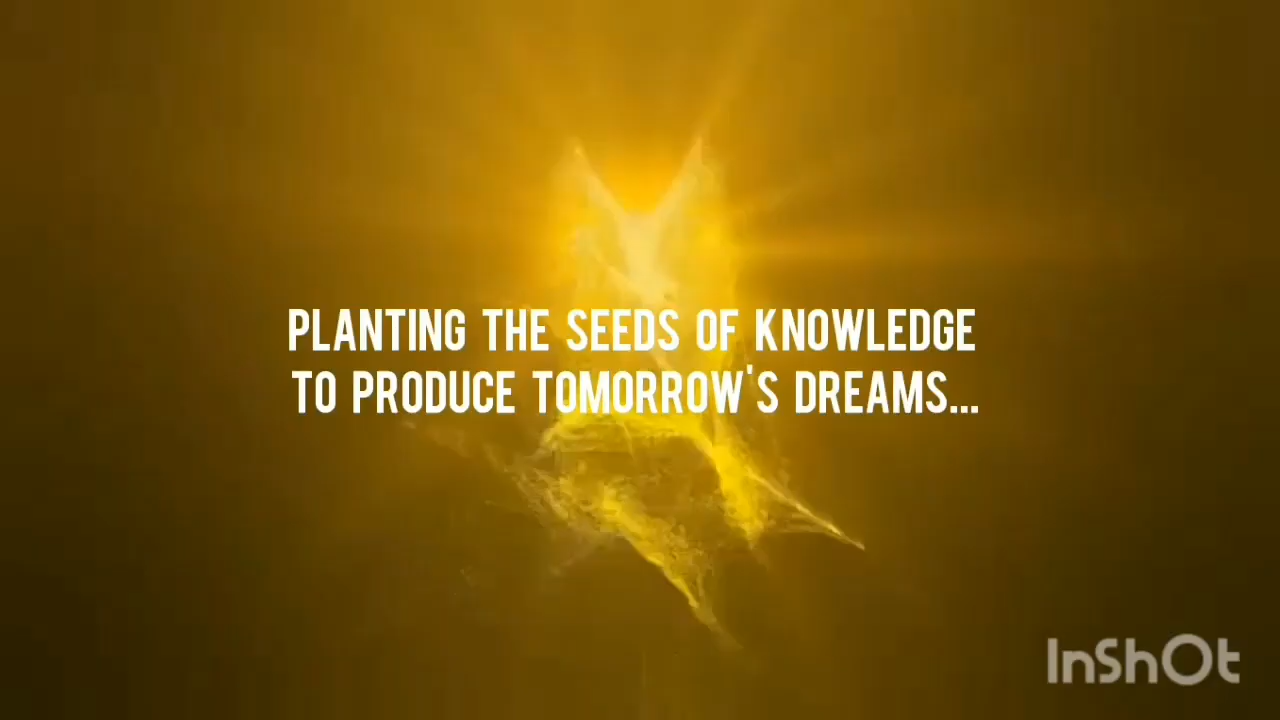 PLANTING THE SEEDS OF KNOWLEDGE
TO PRODUCE TOMORROW'S DREAMS...
InShOt